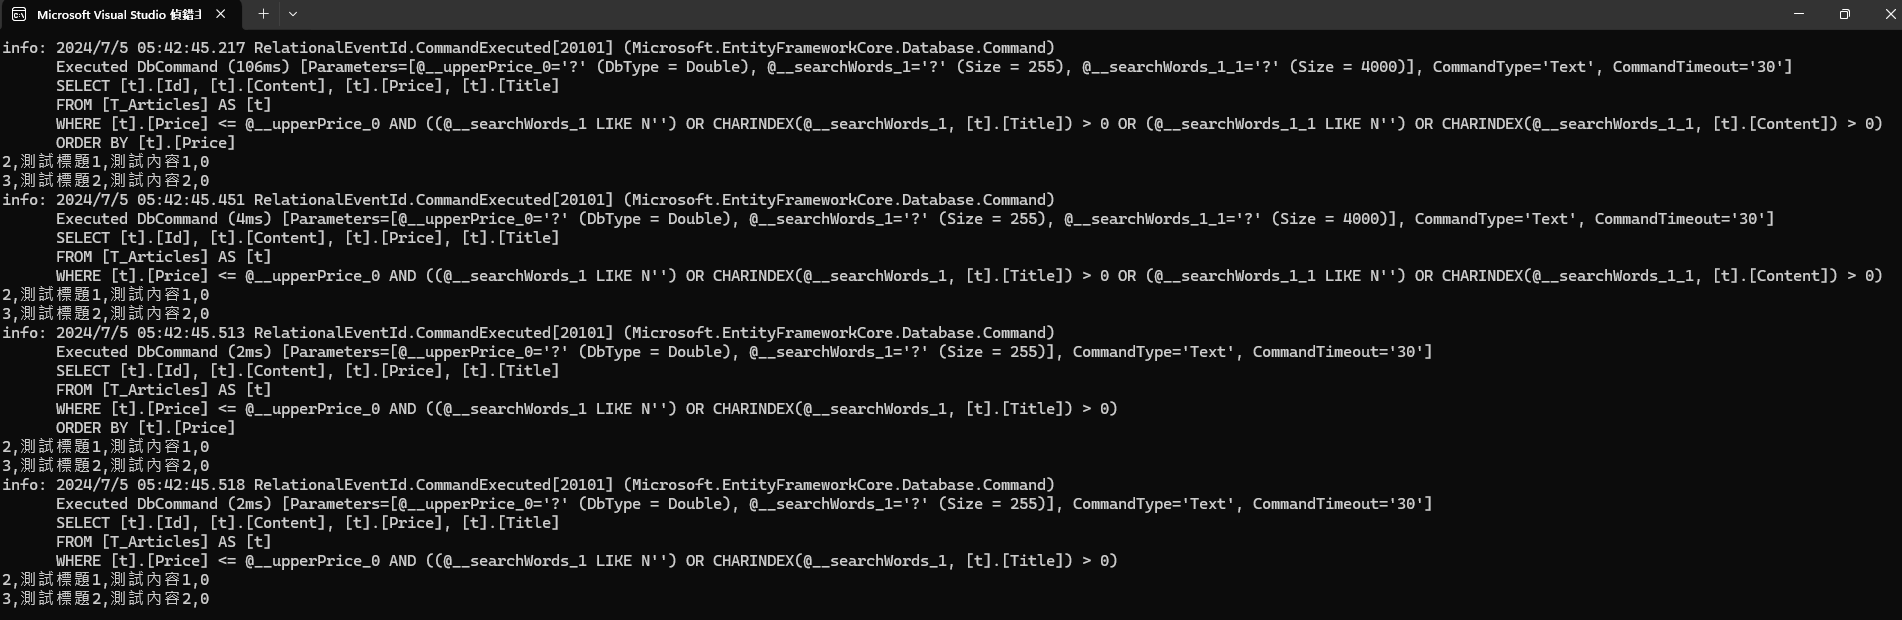 Microsoft Visual Studio 偵錯主
info: 2024/7/5 05:42:45.217 RelationalEventId.CommandExecuted[20101] (Microsoft.EntityFrameworkCore.Database.Command)
Executed DbCommand (106ms) [Parameters=[@__upperPrice_0='?' (DbType = Double), @__searchWords_1='?' (Size = 255), @__searchWords_1_1='?' (Size = 4000)], CommandType='Text', CommandTimeout='30']
SELECT [t].[Id], [t].[Content], [t].[Price], [t].[Title]
FROM [T_Articles] AS [t]
WHERE [t].[Price] <= @__upperPrice_0 AND ((@__searchWords_1 LIKE N'') OR CHARINDEX(@__searchWords_1, [t].[Title]) > 0 OR (@__searchWords_1_1 LIKE N'') OR CHARINDEX(@__searchWords_1_1, [t].[Content]) > 0)
ORDER BY [t].[Price]
2,測試標題1,測試內容1,0
3,測試標題2,測試內容2,0
info: 2024/7/5 05:42:45.451 RelationalEventId.CommandExecuted[20101] (Microsoft.EntityFrameworkCore.Database.Command)
Executed DbCommand (4ms) [Parameters=[@__upperPrice_0='?' (DbType = Double), @__searchWords_1='?' (Size = 255), @__searchWords_1_1='?' (Size = 4000)], CommandType='Text', CommandTimeout='30']
SELECT [t].[Id], [t].[Content], [t].[Price], [t].[Title]
FROM [T_Articles] AS [t]
WHERE [t].[Price] <= @__upperPrice_0 AND ((@__searchWords_1 LIKE N'') OR CHARINDEX(@__searchWords_1, [t].[Title]) > 0 OR (@__searchWords_1_1 LIKE N'') OR CHARINDEX(@__searchWords_1_1, [t].[Content]) > 0)
2,測試標題1,測試內容1,0
3,測試標題2,測試內容2,0
info: 2024/7/5 05:42:45.513 RelationalEventId.CommandExecuted[20101] (Microsoft.EntityFrameworkCore.Database.Command)
Executed DbCommand (2ms) [Parameters=[@__upperPrice_0='?' (DbType = Double), @__searchWords_1='?' (Size = 255)], CommandType='Text', CommandTimeout='30']
SELECT [t].[Id], [t].[Content], [t].[Price], [t].[Title]
FROM [T_Articles] AS [t]
WHERE [t].[Price] <= @__upperPrice_0 AND ((@__searchWords_1 LIKE N'') OR CHARINDEX(@__searchWords_1, [t].[Title]) > 0)
ORDER BY [t].[Price]
2,測試標題1,測試內容1,0
3,測試標題2,測試內容2,0
info: 2024/7/5 05:42:45.518 RelationalEventId.CommandExecuted[20101] (Microsoft.EntityFrameworkCore.Database.Command)
Executed DbCommand (2ms) [Parameters=[@__upperPrice_0='?' (DbType = Double), @__searchWords_1='?' (Size = 255)], CommandType='Text', CommandTimeout='30']
SELECT [t].[Id], [t].[Content], [t].[Price], [t].[Title]
FROM [T_Articles] AS [t]
WHERE [t].[Price] <= @__upperPrice_0 AND ((@__searchWords_1 LIKE N'') OR CHARINDEX(@__searchWords_1, [t].[Title]) > 0)
2,測試標題1,測試內容1,0
3,測試標題2,測試內容2,0